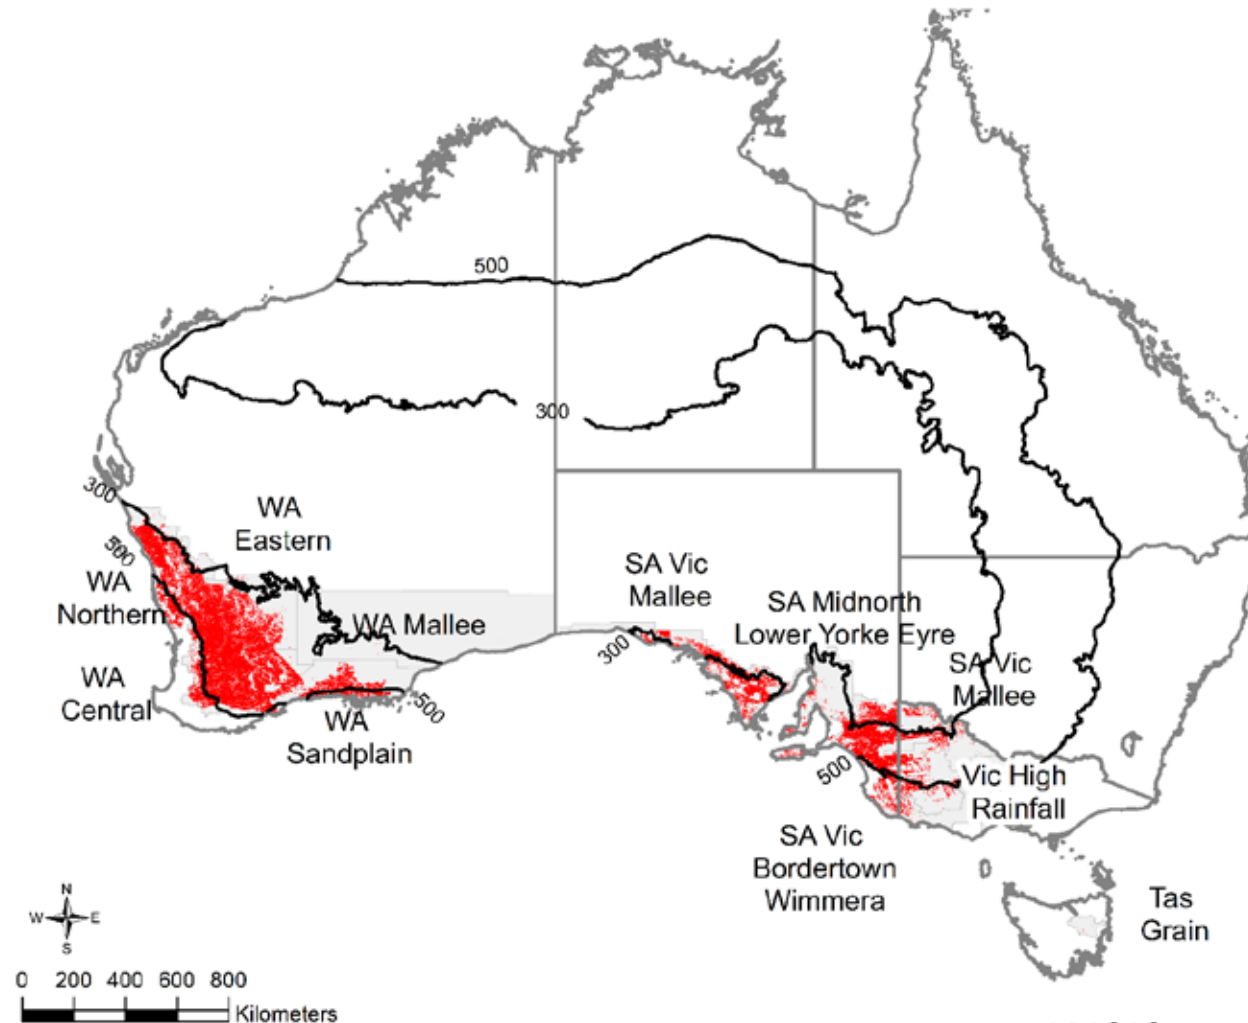 500
300
300
WA
Eastern
500
WA
Northern
SA Vic
Mallee
SA Midnorth
Lower Yorke Eyre
WA Mallee
300
SA Vic
Mallee
WA
Central
500
WA
Sandplain
500
Vic High
Rainfall
SA Vic
Bordertown
Wimmera
Tas
Grain
N
W E
S
0 200 400 600 800
Kilometers